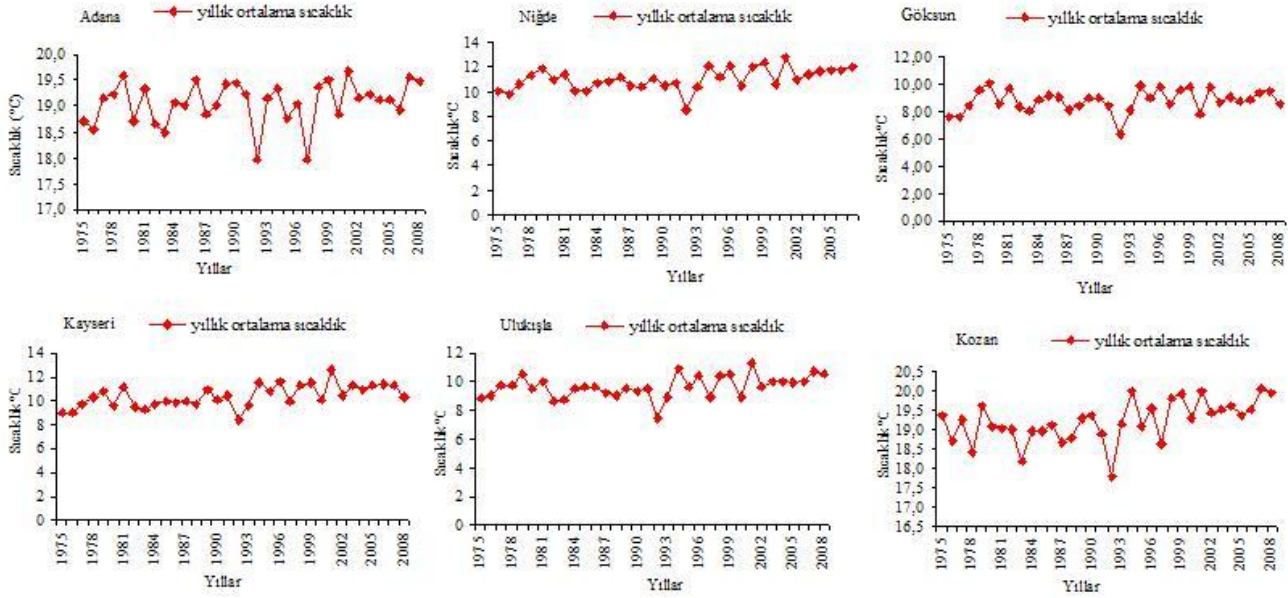 Adana yıllık ortalama sıcaklık
Sıcaklık (°C)
20,0
19,5
19,0
18,5
18,0
17,5
17,0
1975 1978 1981 1984 1987 1990 1993 1996 1999 2002 2005 2008
Yıllar
Niğde yıllık ortalama sıcaklık
Sıcaklık°C
14
12
10
8
6
4
2
0
1975 1978 1981 1984 1987 1990 1993 1996 1999 2002 2005
Yıllar
Göksun yıllık ortalama sıcaklık
Sıcaklık°C
12,00
10,00
8,00
6,00
4,00
2,00
0,00
1975 1978 1981 1984 1987 1990 1993 1996 1999 2002 2005 2008
Yıllar
Kayseri yıllık ortalama sıcaklık
Sıcaklık°C
14
12
10
8
6
4
2
0
1975 1978 1981 1984 1987 1990 1993 1996 1999 2002 2005 2008
Yıllar
Ulukışla yıllık ortalama sıcaklık
Sıcaklık°C
12
10
8
6
4
2
0
1975 1978 1981 1984 1987 1990 1993 1996 1999 2002 2005 2008
Yıllar
Kozan yıllık ortalama sıcaklık
Sıcaklık°C
20,5
20,0
19,5
19,0
18,5
18,0
17,5
17,0
16,5
1975 1978 1981 1984 1987 1990 1993 1996 1999 2002 2005 2008
Yıllar